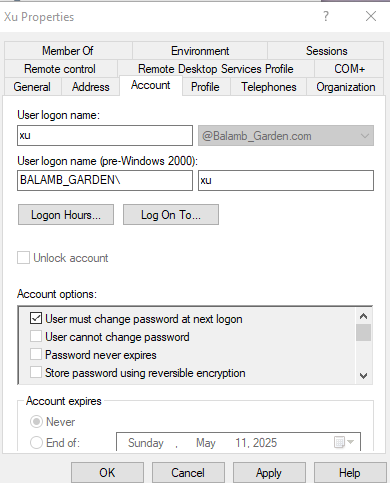 Xu Properties
Member Of Environment Sessions
Remote control Remote Desktop Services Profile COM+
General Address Account Profile Telephones Organization
User logon name:
xu @Balamb_Garden.com
User logon name (pre-Windows 2000):
BALAMB_GARDEN\ xu
Logon Hours... Log On To...
Unlock account
Account options:
User must change password at next logon
User cannot change password
Password never expires
Store password using reversible encryption
Account expires
Never
End of: Sunday , May 11, 2025
OK Cancel Apply Help